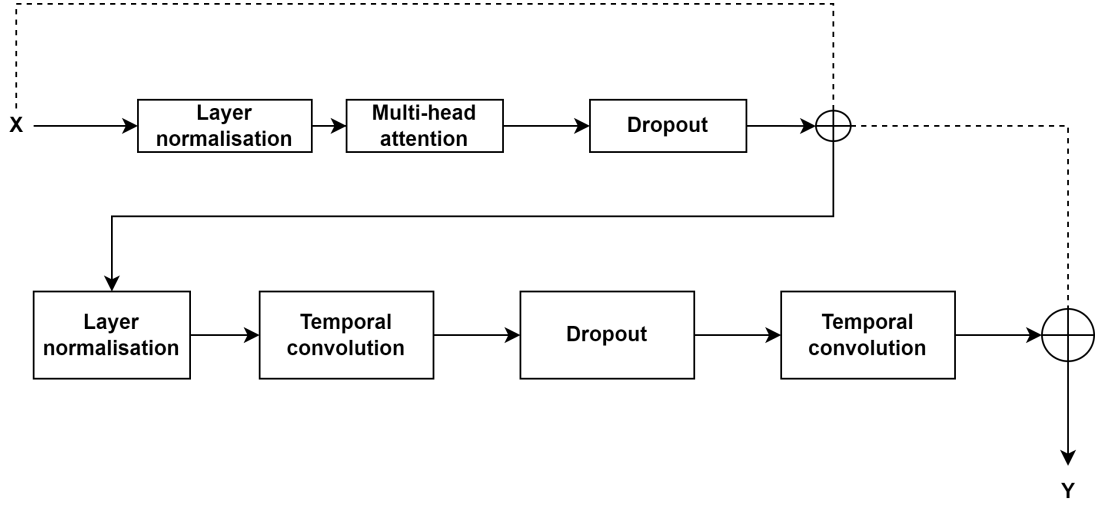 X
Layer
normalisation
Multi-head
attention
Dropout
Layer
normalisation
Temporal
convolution
Dropout
Temporal
convolution
Y